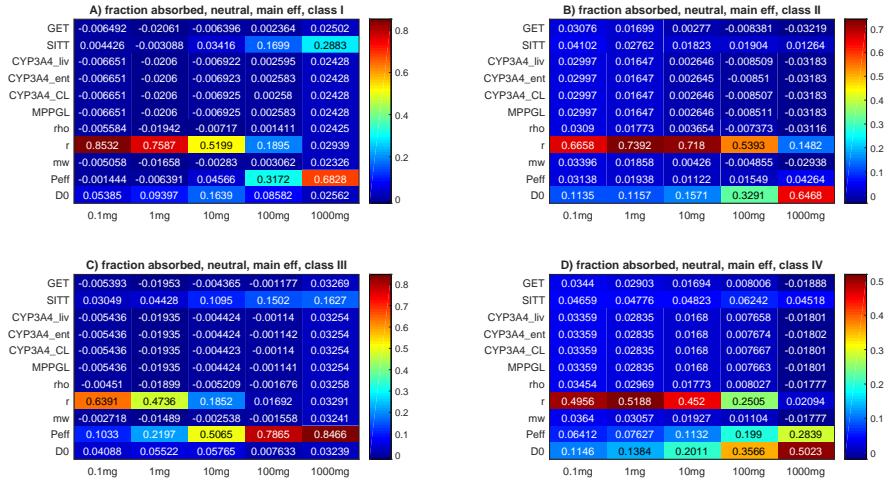 A) fraction absorbed, neutral, main eff, class I
GET -0.006492 -0.02061 -0.006396 0.002364 0.02502
SITT 0.004426 -0.003088 0.03416 0.1699 0.2883
CYP3A4_liv -0.006651 -0.0206 -0.006922 0.002595 0.02428
CYP3A4_ent -0.006651 -0.0206 -0.006923 0.002583 0.02428
CYP3A4_CL -0.006651 -0.0206 -0.006925 0.00258 0.02428
MPPGL -0.006651 -0.0206 -0.006925 0.002583 0.02428
rho -0.005584 -0.01942 -0.00717 0.001411 0.02425
r 0.8532 0.7587 0.5199 0.1895 0.02939
mw -0.005058 -0.01658 -0.00283 0.003062 0.02326
Peff -0.001444 -0.006391 0.04566 0.3172 0.6828
D0 0.05385 0.09397 0.1639 0.08582 0.02562
0.1mg 1mg 10mg 100mg 1000mg
0.8
0.6
0.4
0.2
0
B) fraction absorbed, neutral, main eff, class II
GET 0.03076 0.01699 0.00277 -0.008381 -0.03219
SITT 0.04102 0.02762 0.01823 0.01904 0.01264
CYP3A4_liv 0.02997 0.01647 0.002646 -0.008509 -0.03183
CYP3A4_ent 0.02997 0.01647 0.002645 -0.00851 -0.03183
CYP3A4_CL 0.02997 0.01647 0.002646 -0.008507 -0.03183
MPPGL 0.02997 0.01647 0.002646 -0.008511 -0.03183
rho 0.0309 0.01773 0.003654 -0.007373 -0.03116
r 0.6658 0.7392 0.718 0.5393 0.1482
mw 0.03396 0.01858 0.00426 -0.004855 -0.02938
Peff 0.03138 0.01938 0.01122 0.01549 0.04264
D0 0.1135 0.1157 0.1571 0.3291 0.6468
0.1mg 1mg 10mg 100mg 1000mg
0.7
0.6
0.5
0.4
0.3
0.2
0.1
0
C) fraction absorbed, neutral, main eff, class III
GET -0.005393 -0.01953 -0.004365 -0.001177 0.03269
SITT 0.03049 0.04428 0.1095 0.1502 0.1627
CYP3A4_liv -0.005436 -0.01935 -0.004424 -0.00114 0.03254
CYP3A4_ent -0.005436 -0.01935 -0.004424 -0.001142 0.03254
CYP3A4_CL -0.005436 -0.01935 -0.004423 -0.00114 0.03254
MPPGL -0.005436 -0.01935 -0.004424 -0.001141 0.03254
rho -0.00451 -0.01899 -0.005209 -0.001676 0.03258
r 0.6391 0.4736 0.1852 0.01692 0.03291
mw -0.002718 -0.01489 -0.002538 -0.001558 0.03241
Peff 0.1033 0.2197 0.5065 0.7865 0.8466
D0 0.04088 0.05522 0.05765 0.007633 0.03239
0.1mg 1mg 10mg 100mg 1000mg
0.8
0.7
0.6
0.5
0.4
0.3
0.2
0.1
0
D) fraction absorbed, neutral, main eff, class IV
GET 0.0344 0.02903 0.01694 0.008006 -0.01888
SITT 0.04659 0.04776 0.04823 0.06242 0.04518
CYP3A4_liv 0.03359 0.02835 0.0168 0.007658 -0.01801
CYP3A4_ent 0.03359 0.02835 0.0168 0.007674 -0.01802
CYP3A4_CL 0.03359 0.02835 0.0168 0.007667 -0.01801
MPPGL 0.03359 0.02835 0.0168 0.007663 -0.01801
rho 0.03454 0.02969 0.01773 0.008027 -0.01777
r 0.4956 0.5188 0.452 0.2505 0.02094
mw 0.0364 0.03057 0.01927 0.01104 -0.01777
Peff 0.06412 0.07627 0.1132 0.199 0.2839
D0 0.1146 0.1384 0.2011 0.3566 0.5023
0.1mg 1mg 10mg 100mg 1000mg
0.5
0.4
0.3
0.2
0.1
0